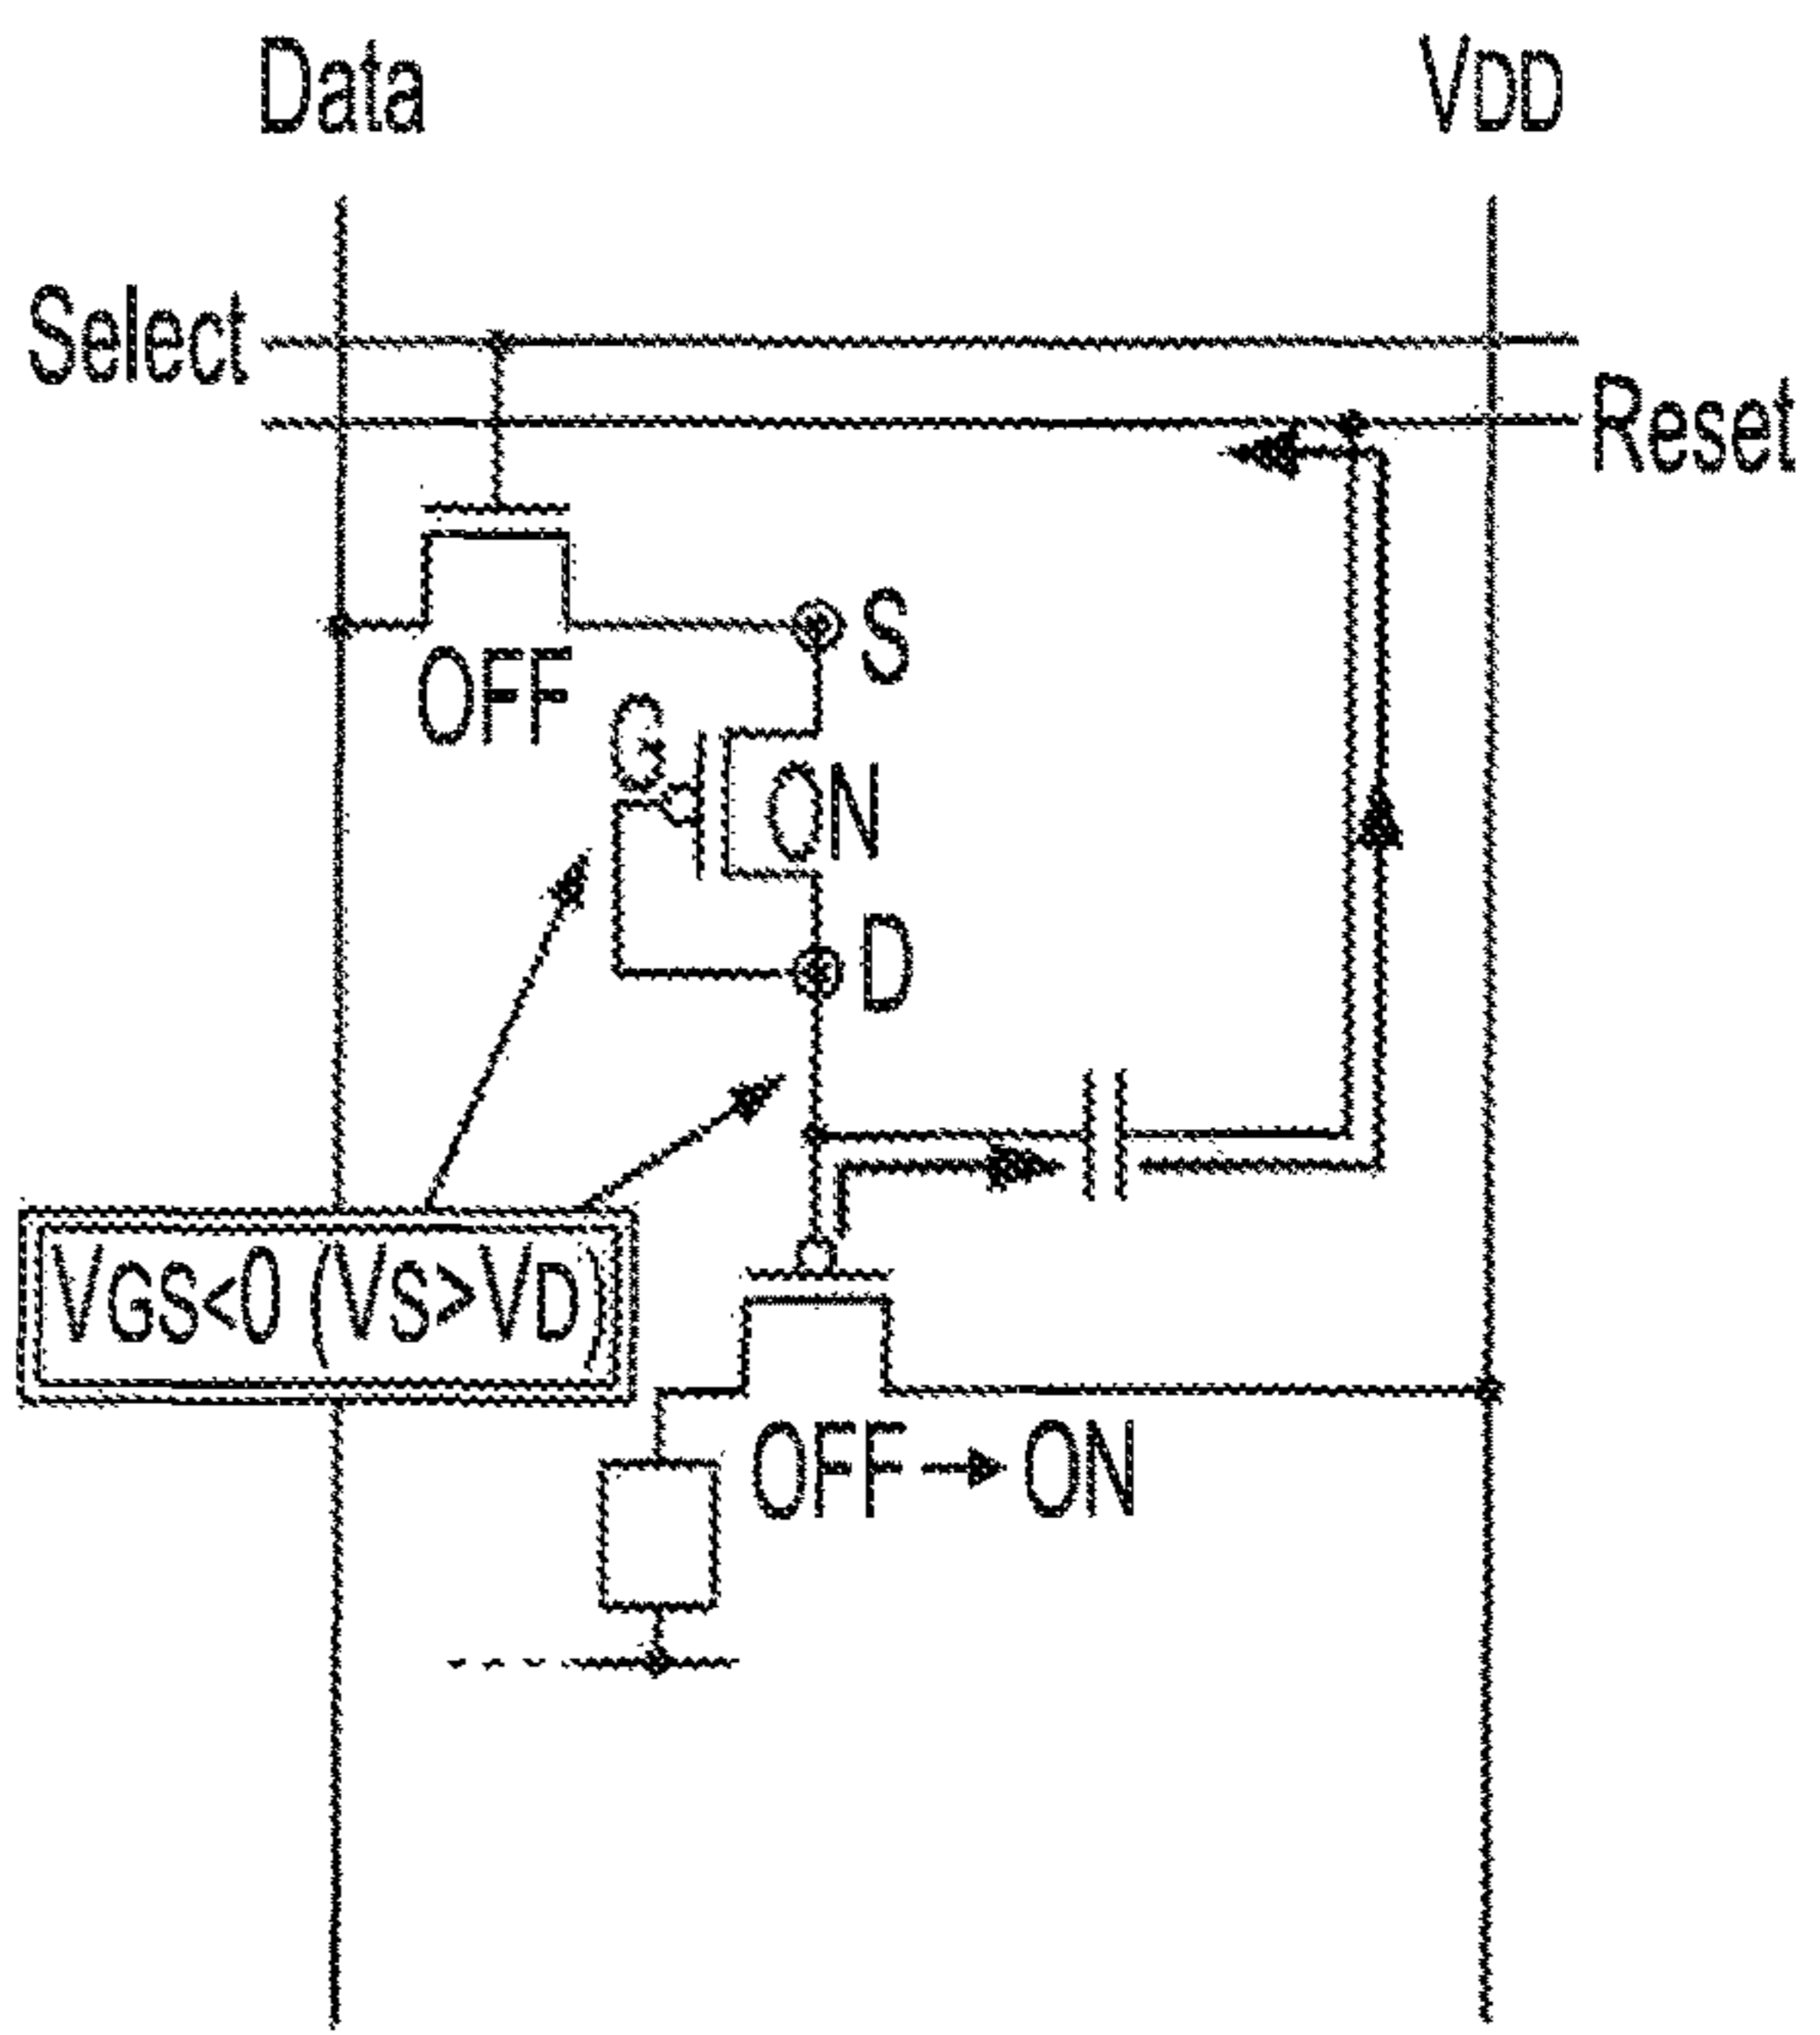 Data
VDD
Select
Reset
S
OFF
G
ON
D
VGS<0 (VS>VD)
OFF→ON